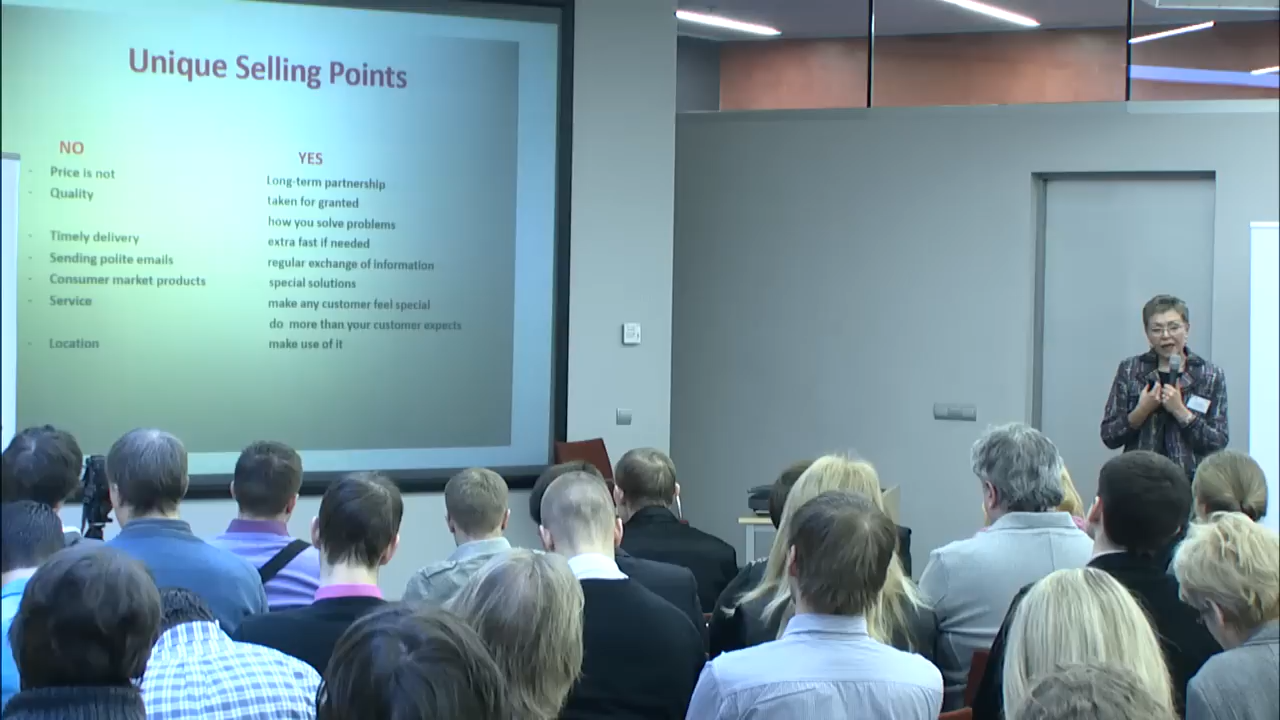 Unique Selling Points
NO YES
- Price is not Long-term partnership
- Quality taken for granted
how you solve problems
- Timely delivery extra fast if needed
- Sending polite emails regular exchange of information
- Consumer market products special solutions
- Service make any customer feel special
do more than your customer expects
- Location make use of it